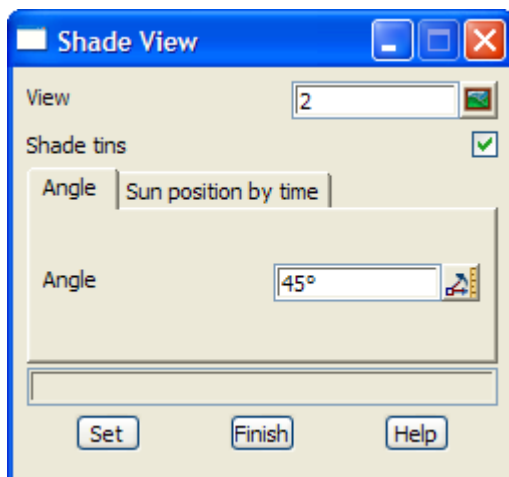 Shade View
View 2
Shade tins
Angle Sun position by time
Angle 45°
Set Finish Help